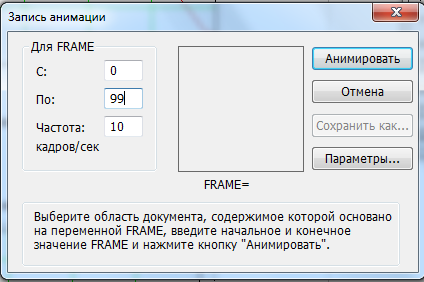 Запись анимации
Для FRAME
С: 0
По: 99
Частота: 10
кадров/сек
FRAME=
Анимировать
Отмена
Сохранить как...
Параметры...
Выберите область документа, содержимое которой основано
на переменной FRAME, введите начальное и конечное
значение FRAME и нажмите кнопку "Анимировать".